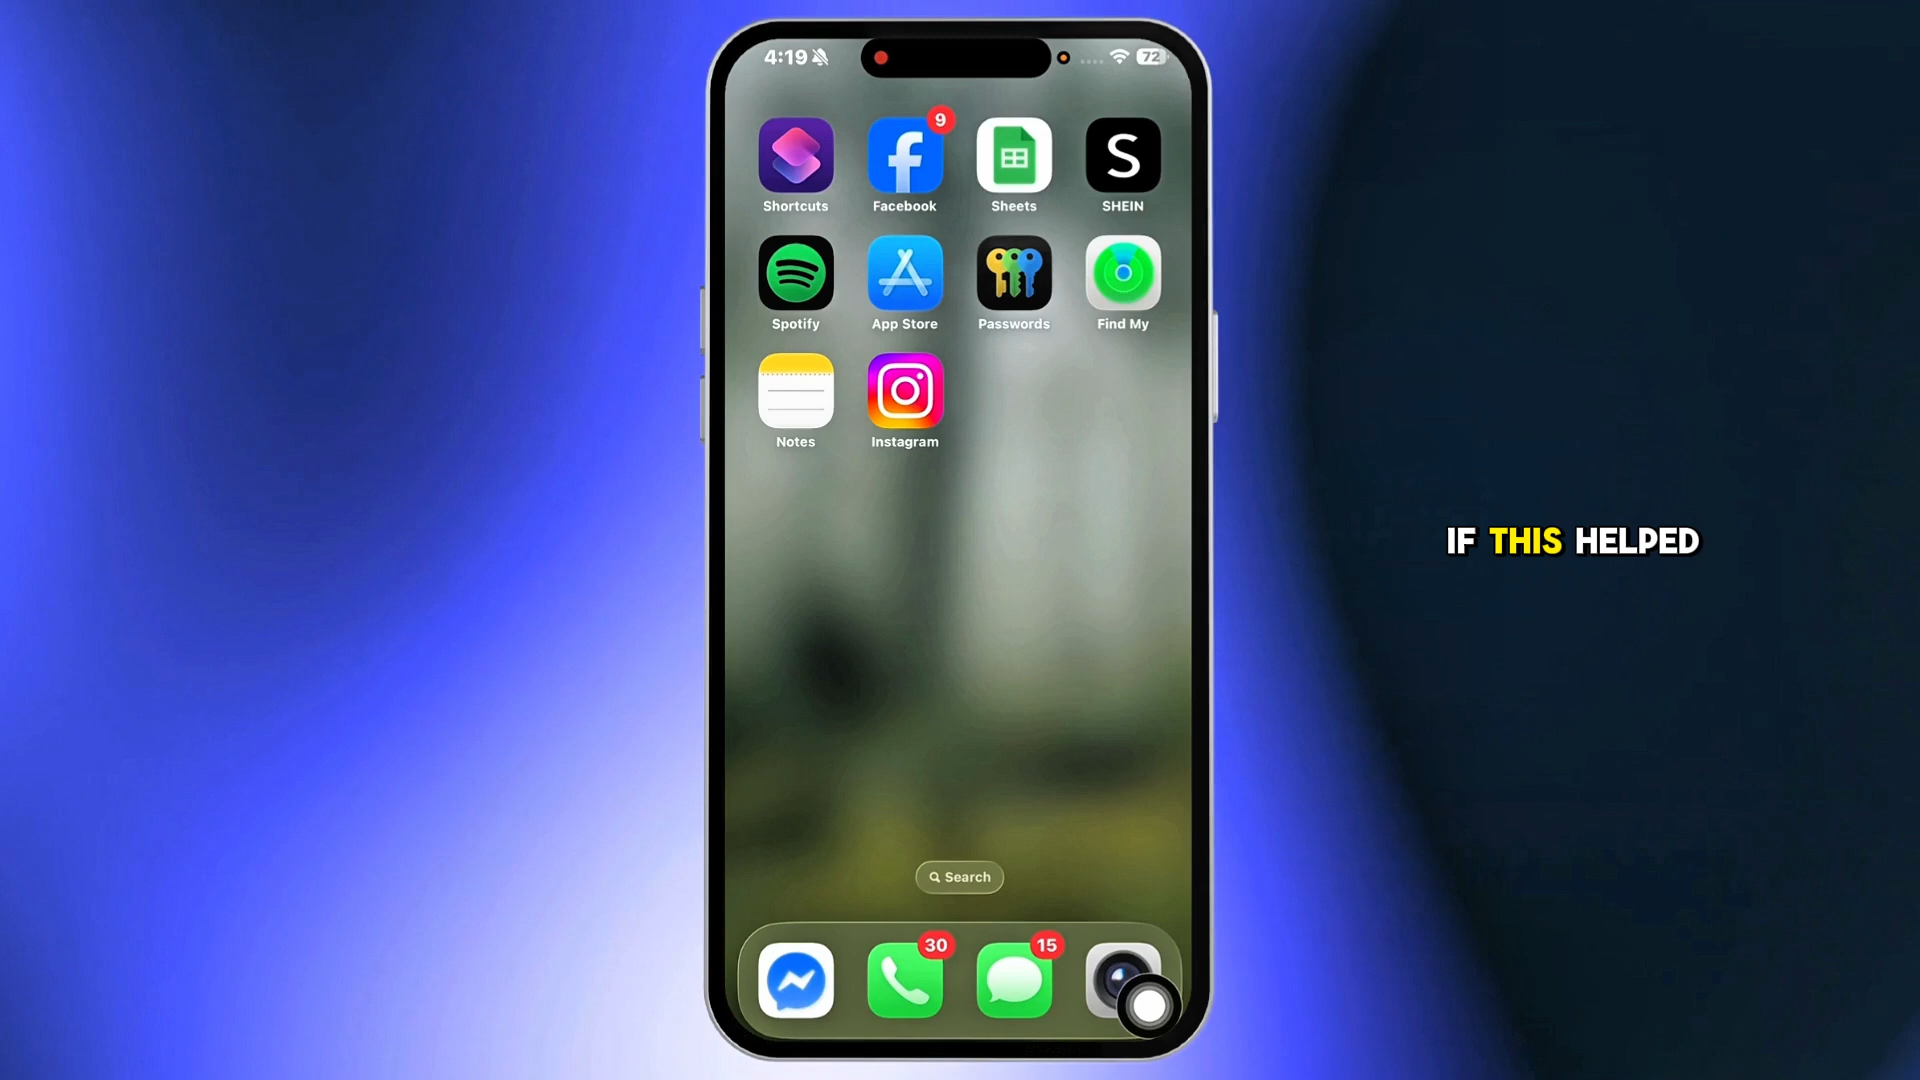 4:19
72
9
Shortcuts
Facebook
Sheets
S
SHEIN
Spotify
App Store
Passwords
Find My
Notes
Instagram
IF THIS HELPED
Search
30
15